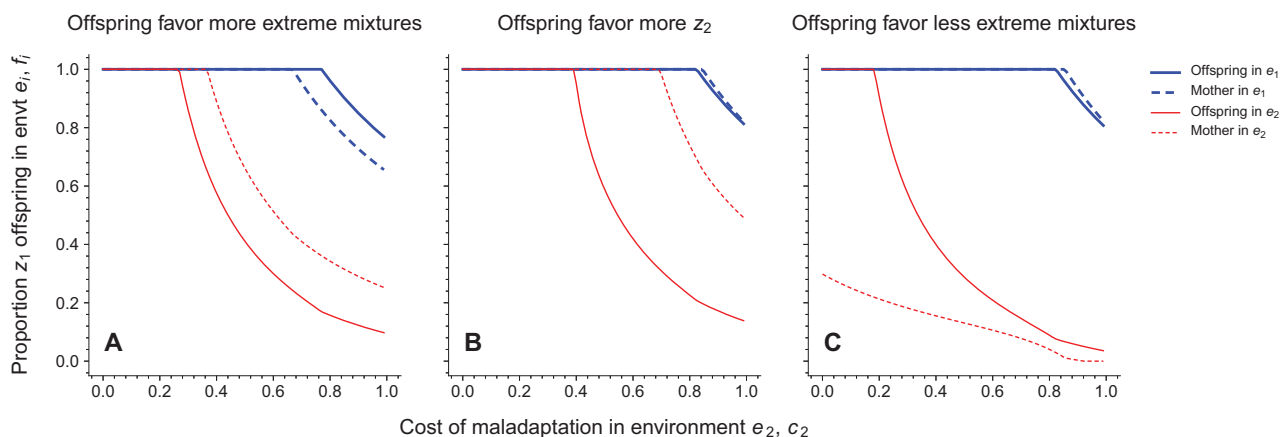 Offspring favor more extreme mixtures
Offspring favor more z2
Offspring favor less extreme mixtures
Proportion z1 offspring in envt ei, fi
1.0
0.8
0.6
0.4
0.2
0.0
A
B
C
Offspring in e1
Mother in e1
Offspring in e2
Mother in e2
0.0 0.2 0.4 0.6 0.8 1.0
0.0 0.2 0.4 0.6 0.8 1.0
0.0 0.2 0.4 0.6 0.8 1.0
Cost of maladaptation in environment e2, c2